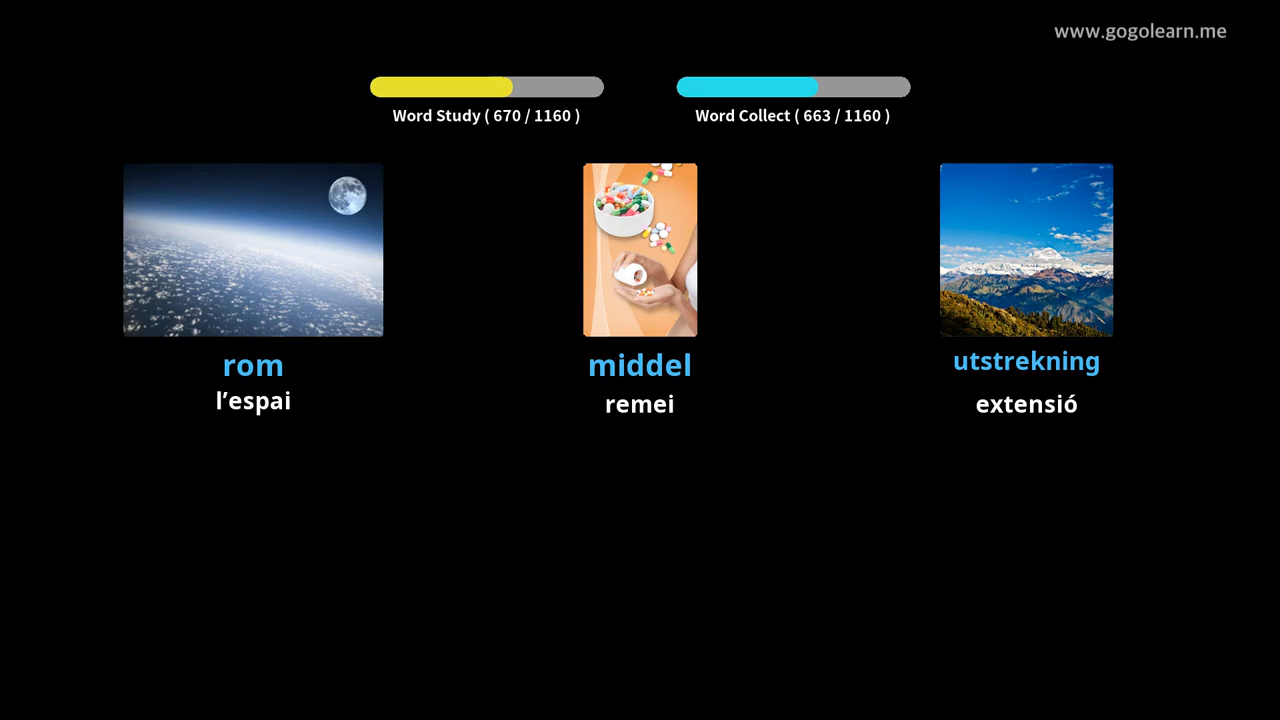 www.gogolearn.me
Word Study ( 670 / 1160 )
Word Collect ( 663 / 1160 )
rom
l’espai
middel
remei
utstrekning
extensió